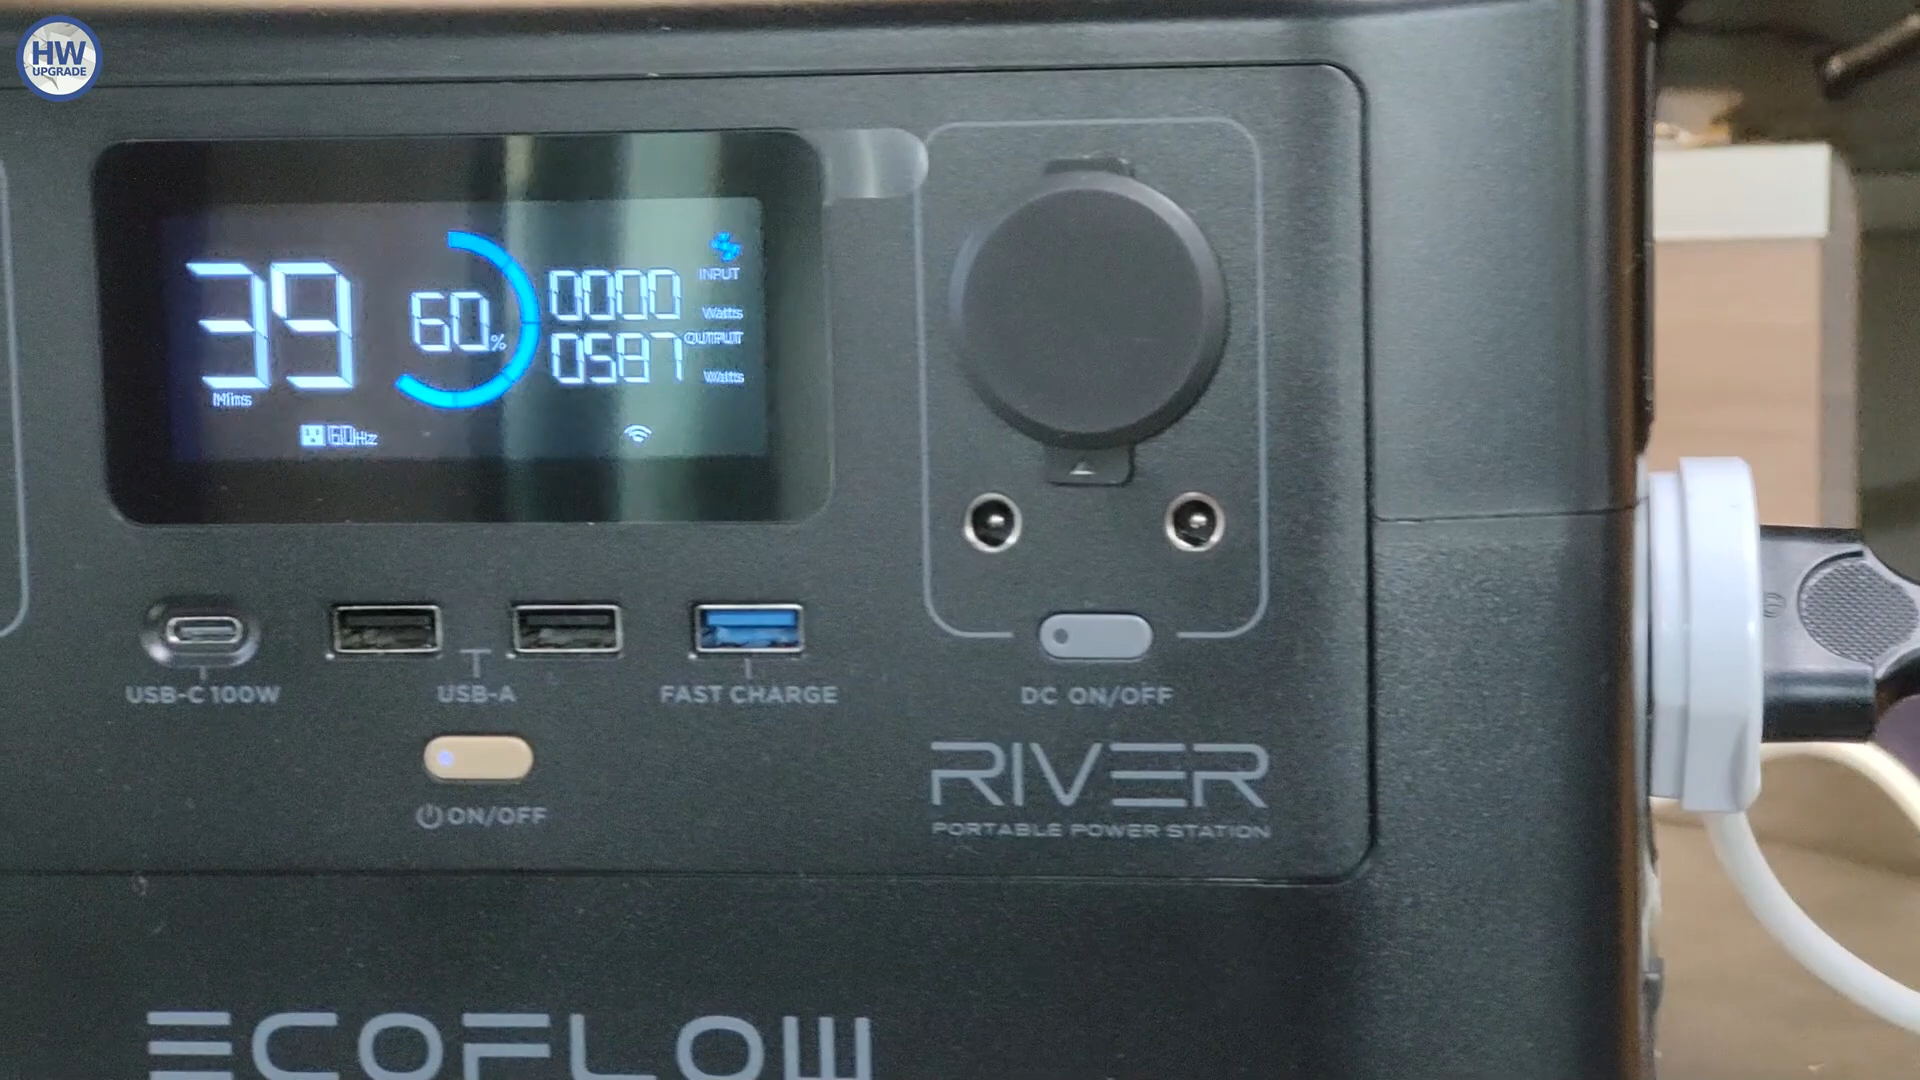 HW
UPGRADE
39
Mins
60%
0000
INPUT
Watts
0587
OUTPUT
Watts
60Hz
USB-C 100W
USB-A
FAST CHARGE
DC ON/OFF
ON/OFF
RIVER
PORTABLE POWER STATION
ECOFLOW